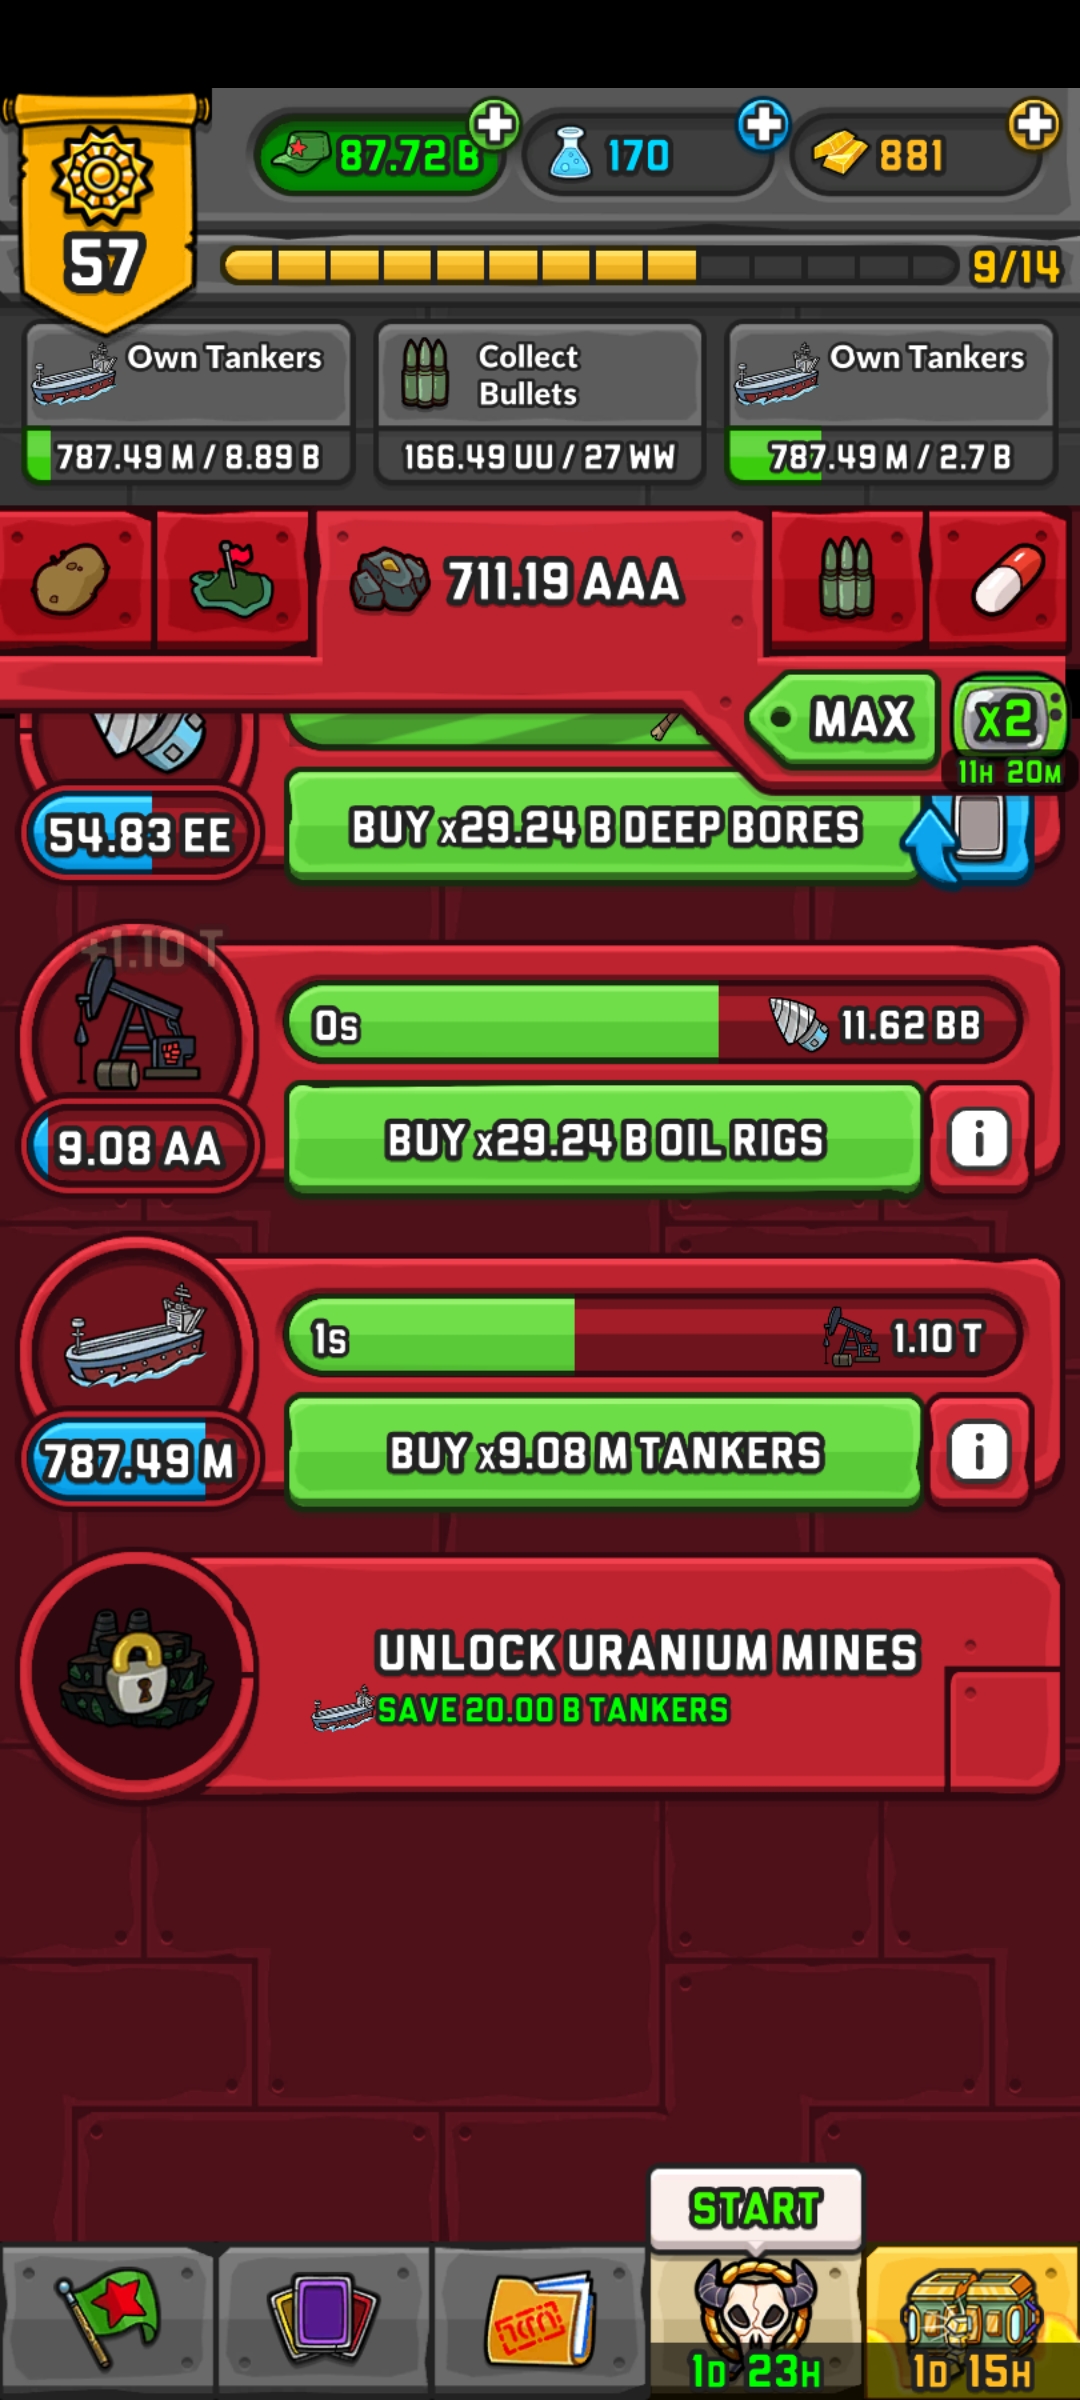 57
87.72 B
170
881
9/14
Own Tankers
787.49 M / 8.89 B
Collect
Bullets
166.49 UU / 27 WW
Own Tankers
787.49 M / 2.7 B
711.19 AAA
MAX
x2
11H 20M
54.83 EE
BUY x29.24 B DEEP BORES
+1.10 T
0s
11.62 BB
9.08 AA
BUY x29.24 B OIL RIGS
i
1s
1.10 T
787.49 M
BUY x9.08 M TANKERS
i
UNLOCK URANIUM MINES
SAVE 20.00 B TANKERS
START
1D 23H
1D 15H